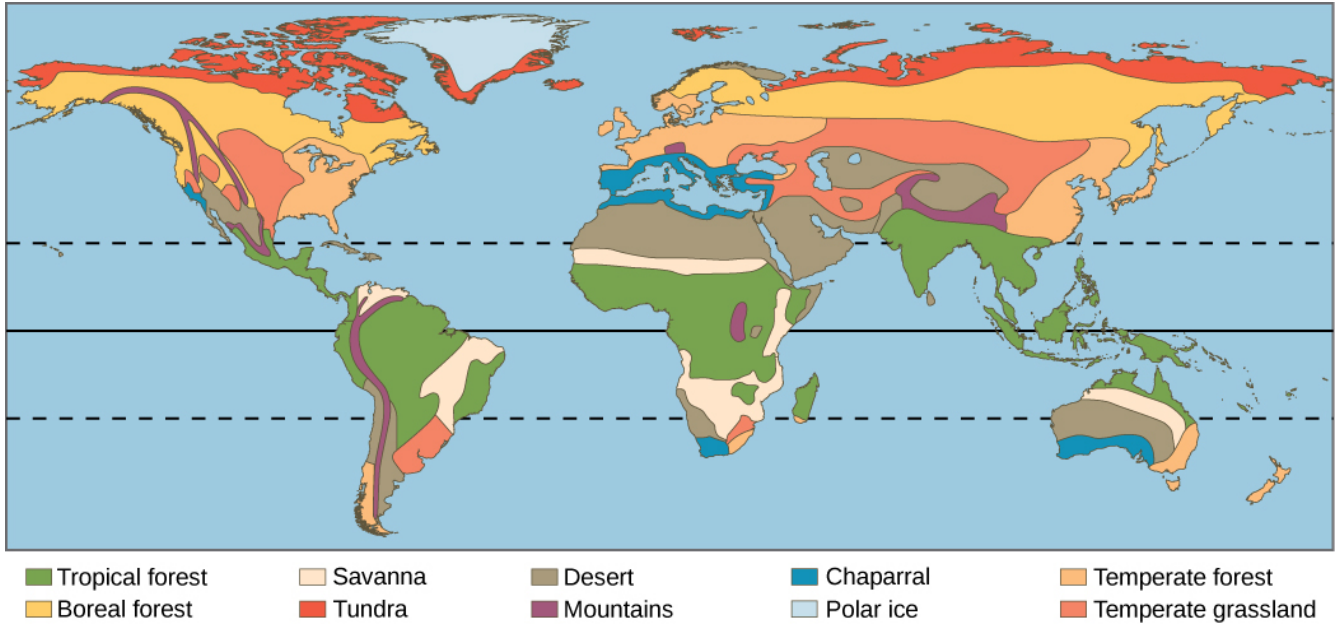 Tropical forest Savanna Desert Chaparral Temperate forest
Boreal forest Tundra Mountains Polar ice Temperate grassland